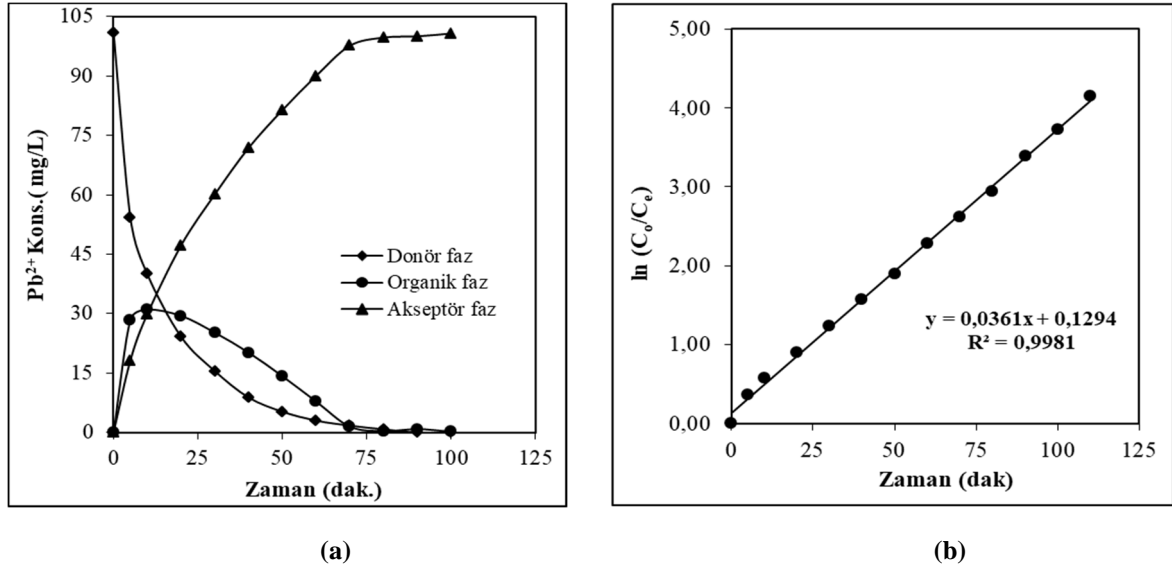 105
90
75
60
45
30
15
0
Pb²⁺ Kons.( mg/L)
Donör faz
Organik faz
Akseptör faz
0 25 50 75 100 125
Zaman (dak.)
(a)
5,00
4,00
3,00
2,00
1,00
0,00
ln (Cₒ/Cₑ)
y = 0,0361x + 0,1294
R² = 0,9981
0 25 50 75 100 125
Zaman (dak)
(b)